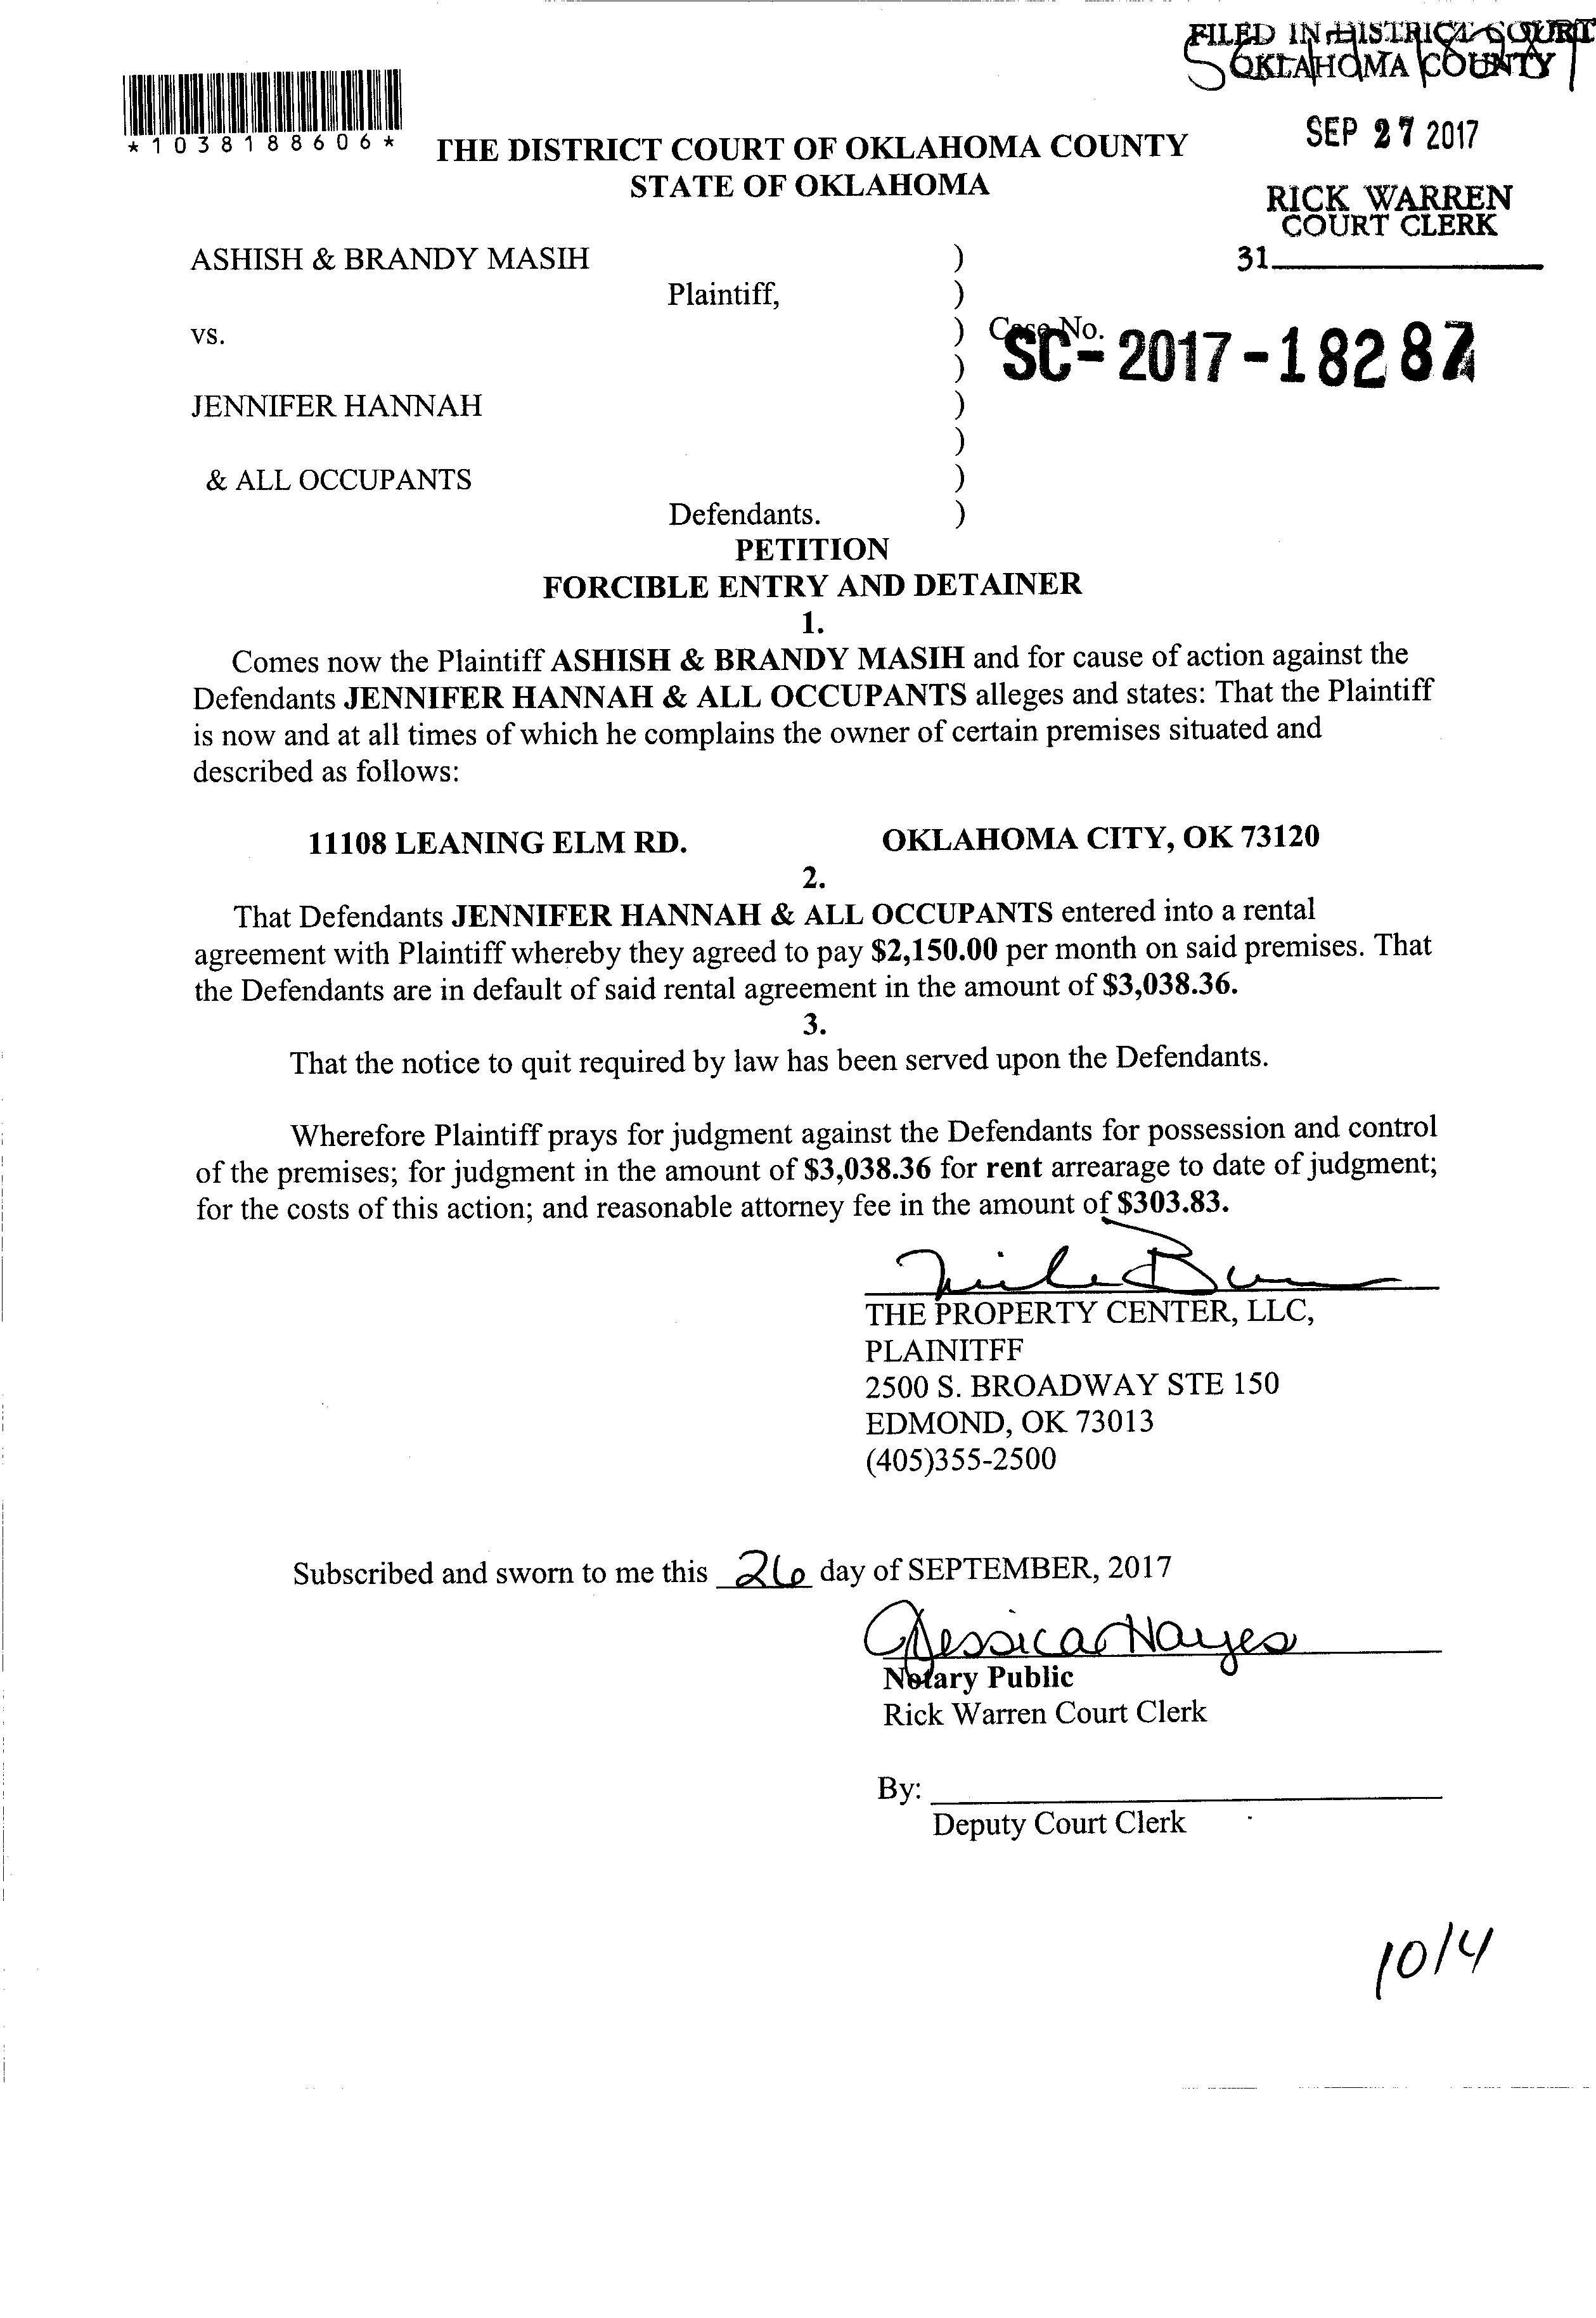 FILED IN DISTRICT COURT
OKLAHOMA COUNTY
*1038188606*
SEP 27 2017
THE DISTRICT COURT OF OKLAHOMA COUNTY
STATE OF OKLAHOMA
RICK WARREN
COURT CLERK
31
ASHISH & BRANDY MASIH )
Plaintiff, )
vs. ) Case No.
SC-2017-18287
)
JENNIFER HANNAH )
)
& ALL OCCUPANTS )
Defendants. )
PETITION
FORCIBLE ENTRY AND DETAINER
1.
Comes now the Plaintiff ASHISH & BRANDY MASIH and for cause of action against the
Defendants JENNIFER HANNAH & ALL OCCUPANTS alleges and states: That the Plaintiff
is now and at all times of which he complains the owner of certain premises situated and
described as follows:
11108 LEANING ELM RD. OKLAHOMA CITY, OK 73120
2.
That Defendants JENNIFER HANNAH & ALL OCCUPANTS entered into a rental
agreement with Plaintiff whereby they agreed to pay $2,150.00 per month on said premises. That
the Defendants are in default of said rental agreement in the amount of $3,038.36.
3.
That the notice to quit required by law has been served upon the Defendants.
Wherefore Plaintiff prays for judgment against the Defendants for possession and control
of the premises; for judgment in the amount of $3,038.36 for rent arrearage to date of judgment;
for the costs of this action; and reasonable attorney fee in the amount of $303.83.
THE PROPERTY CENTER, LLC,
PLAINITFF
2500 S. BROADWAY STE 150
EDMOND, OK 73013
(405)355-2500
Subscribed and sworn to me this 26 day of SEPTEMBER, 2017
Jessica Hayes
Notary Public
Rick Warren Court Clerk
By:
Deputy Court Clerk
10/4